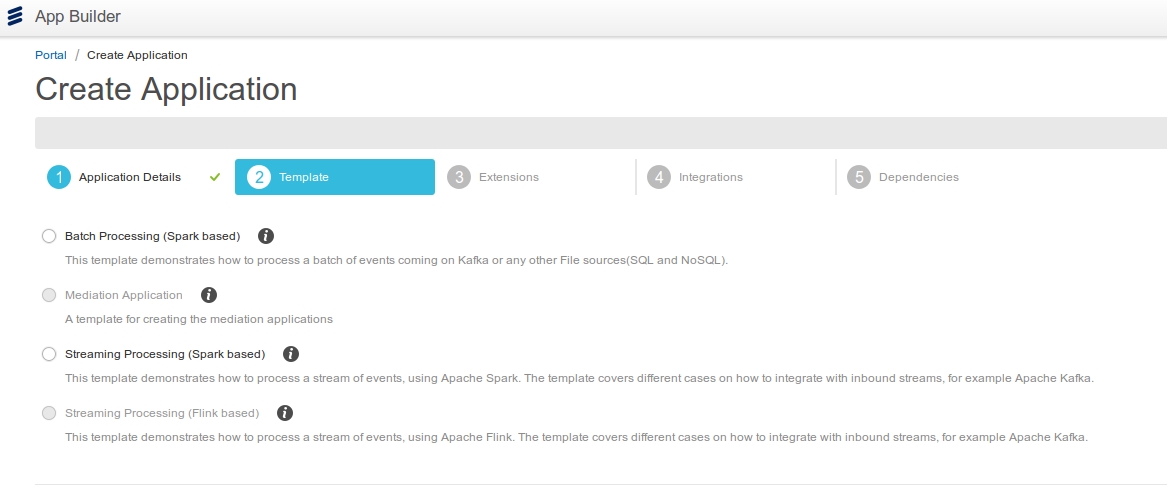 App Builder
Portal / Create Application
Create Application
1 Application Details 2 Template 3 Extensions 4 Integrations 5 Dependencies
Batch Processing (Spark based) i
This template demonstrates how to process a batch of events coming on Kafka or any other File sources(SQL and NoSQL).
Mediation Application i
A template for creating the mediation applications
Streaming Processing (Spark based) i
This template demonstrates how to process a stream of events, using Apache Spark. The template covers different cases on how to integrate with inbound streams, for example Apache Kafka.
Streaming Processing (Flink based) i
This template demonstrates how to process a stream of events, using Apache Flink. The template covers different cases on how to integrate with inbound streams, for example Apache Kafka.